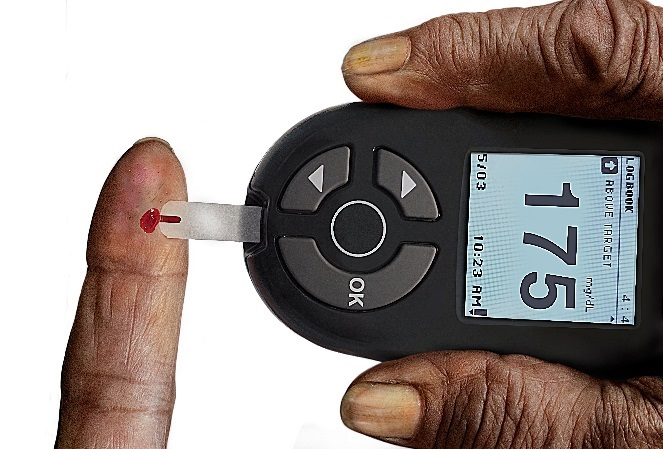 LOGBOOK
ABOVE TARGET
175
mg/dL
5/03 10:23 AM
OK